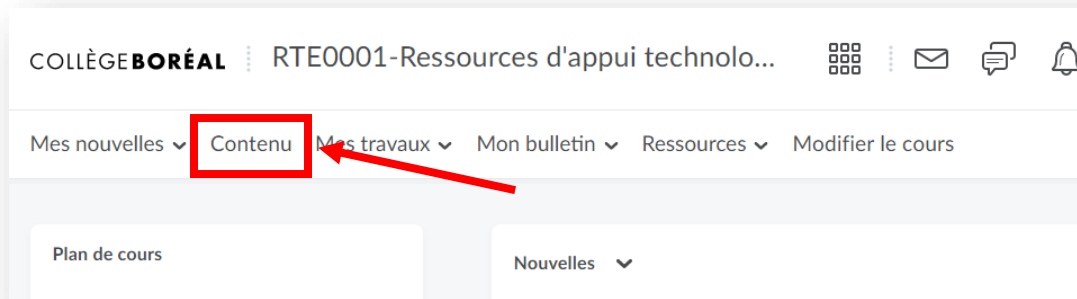 COLLÈGEBORÉAL RTE0001-Ressources d'appui technolo...
Mes nouvelles Contenu Mes travaux Mon bulletin Ressources Modifier le cours
Plan de cours
Nouvelles